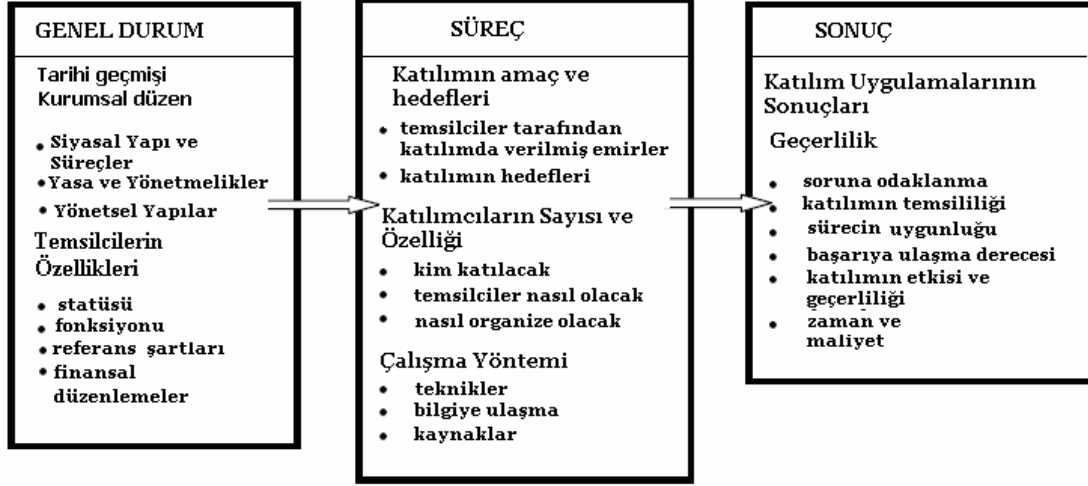 GENEL DURUM
Tarihi geçmişi
Kurumsal düzen
• Siyasal Yapı ve
Süreçler
• Yasa ve Yönetmelikler
• Yönetsel Yapılar
Temsilcilerin
Özellikleri
• statüsü
• fonksiyonu
• referans şartları
• finansal
düzenlemeler
SÜREÇ
Katılımın amaç ve
hedefleri
• temsilciler tarafından
katılımda verilmiş emirler
• katılımın hedefleri
Katılımcıların Sayısı ve
Özelliği
• kim katılacak
• temsilciler nasıl olacak
• nasıl organize olacak
Çalışma Yöntemi
• teknikler
• bilgiye ulaşma
• kaynaklar
SONUÇ
Katılım Uygulamalarının
Sonuçları
Geçerlilik
• soruna odaklanma
• katılımın temsililiği
• sürecin uygunluğu
• başarıya ulaşma derecesi
• katılımın etkisi ve
geçerliliği
• zaman ve
maliyet